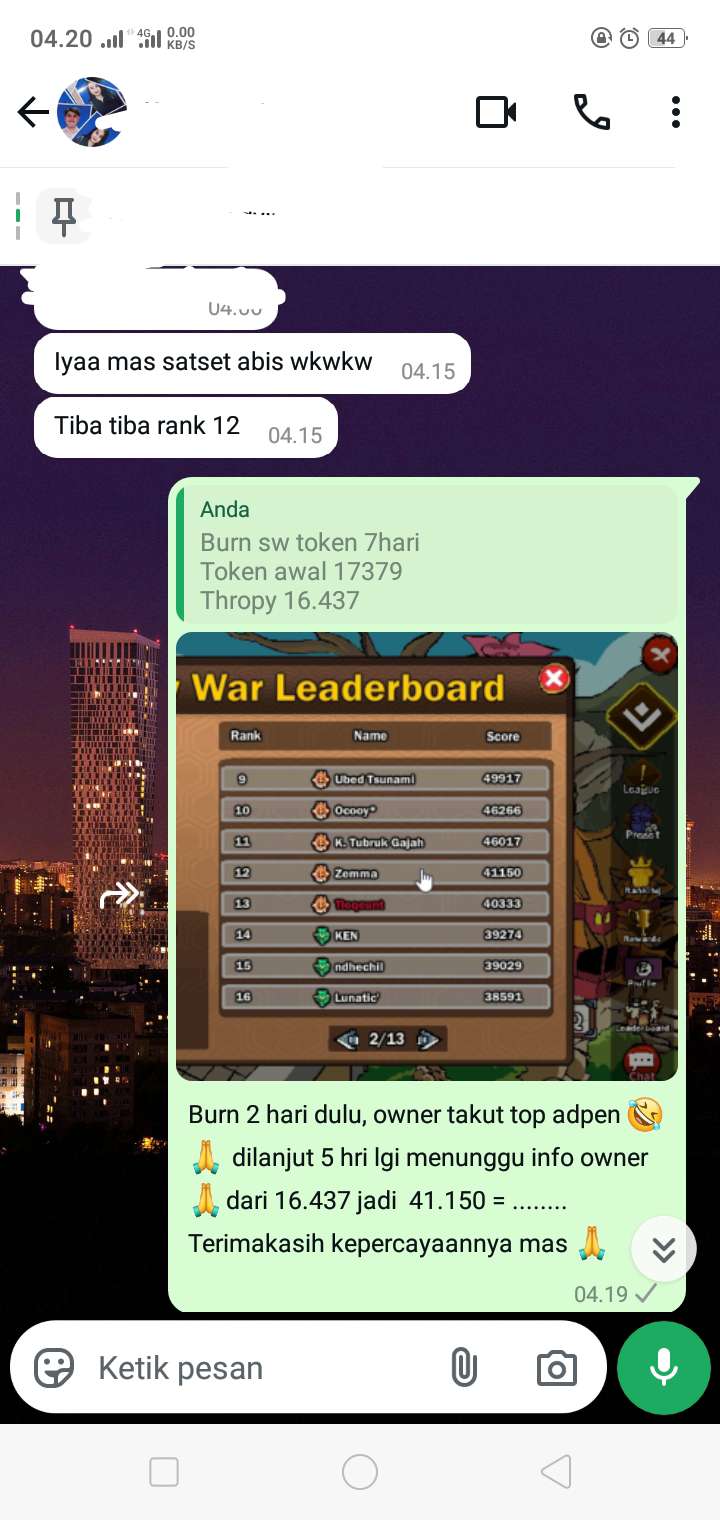 04.20
4G
0.00
KB/S
44
Iyaa mas satset abis wkwkw 04.15
Tiba tiba rank 12 04.15
Anda
Burn sw token 7hari
Token awal 17379
Thropy 16.437
War Leaderboard
Rank Name Score
9 Ubed Tsunami 49917
10 Ocooy* 46266
11 K. Tubruk Gajah 46017
12 Zemma 41150
13 40333
14 KEN 39274
15 ndhechil 39029
16 Lunatic' 38591
2/13
League
Preset
Ranking
Rewards
Profile
Leaderboard
Chat
Burn 2 hari dulu, owner takut top adpen 🤣
🙏 dilanjut 5 hri lgi menunggu info owner
🙏 dari 16.437 jadi 41.150 = ........
Terimakasih kepercayaannya mas 🙏
04.19
Ketik pesan